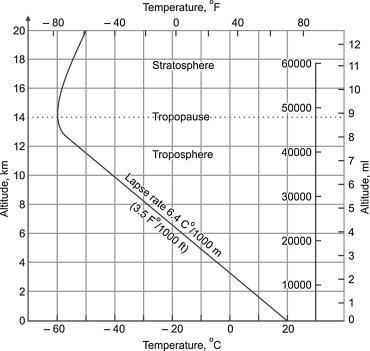 Temperature, °F
– 80 – 40 0 40 80
20
18
16
14
12
10
8
6
4
2
0
Altitude, km
Stratosphere
Tropopause
Troposphere
Lapse rate 6.4 C°/1000 m
(3.5 F°/1000 ft)
60000
50000
40000
30000
20000
10000
12
11
10
9
8
7
6
5
4
3
2
1
0
Altitude, ml
– 60 – 40 – 20 0 20
Temperature, °C